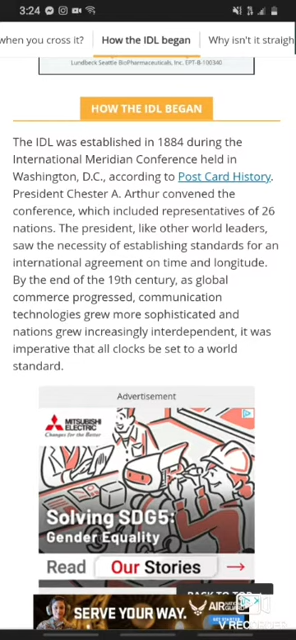 3:24
when you cross it? How the IDL began Why isn't it straigh
Lundbeck Seattle BioPharmaceuticals, Inc. EPT-B-100340
HOW THE IDL BEGAN
The IDL was established in 1884 during the
International Meridian Conference held in
Washington, D.C., according to Post Card History.
President Chester A. Arthur convened the
conference, which included representatives of 26
nations. The president, like other world leaders,
saw the necessity of establishing standards for an
international agreement on time and longitude.
By the end of the 19th century, as global
commerce progressed, communication
technologies grew more sophisticated and
nations grew increasingly interdependent, it was
imperative that all clocks be set to a world
standard.
Advertisement
MITSUBISHI
ELECTRIC
Changes for the Better
Solving SDG5:
Gender Equality
Read Our Stories
BACK TO TOP
SERVE YOUR WAY.
AIR
GUARD
V RECORDER